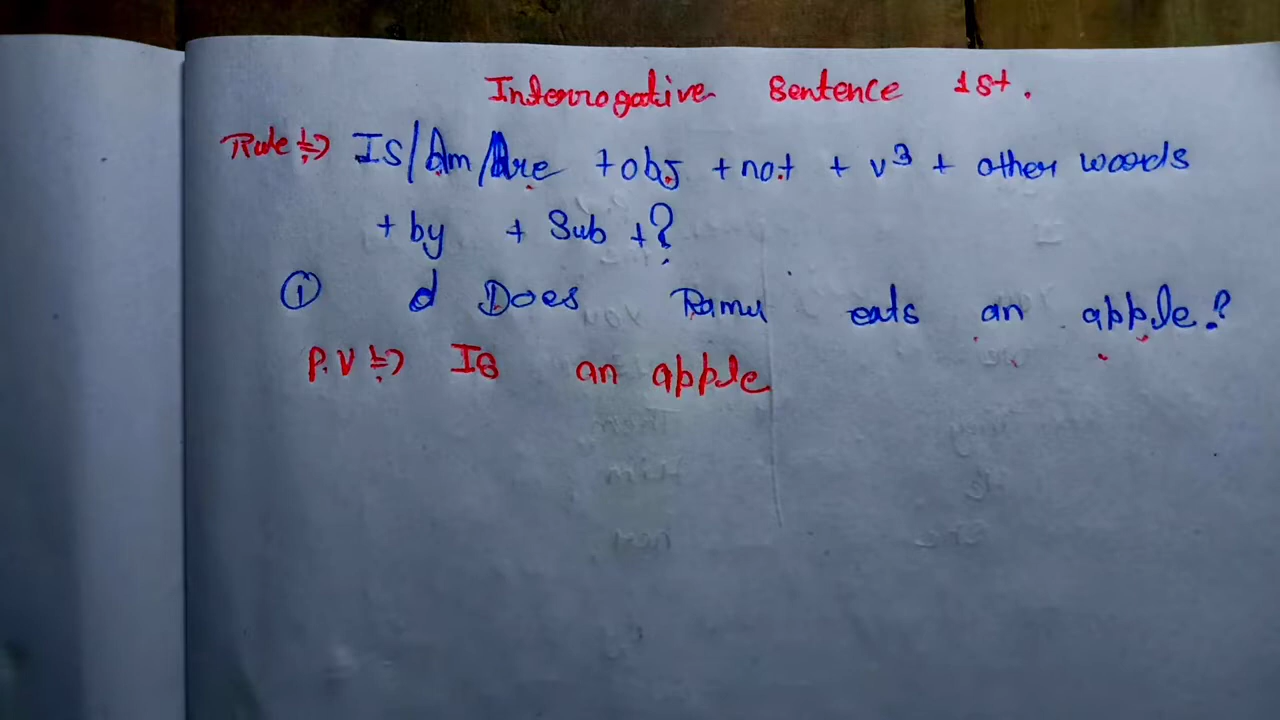 Interrogative Sentence 1st.
Rule => Is/Am/Are + obj + not + v³ + other words
+ by + Sub + ?
① d Does Ramu eats an apple.?
P.V => Is an apple